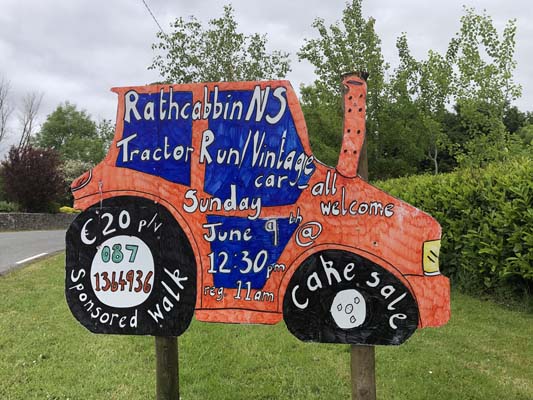 Rathcabbin NS
Tractor Run/Vintage
cars
all
welcome
Sunday
June 9th @
12:30pm
reg 11am
€20 p/v
087
1364936
Sponsored Walk
Cake sale